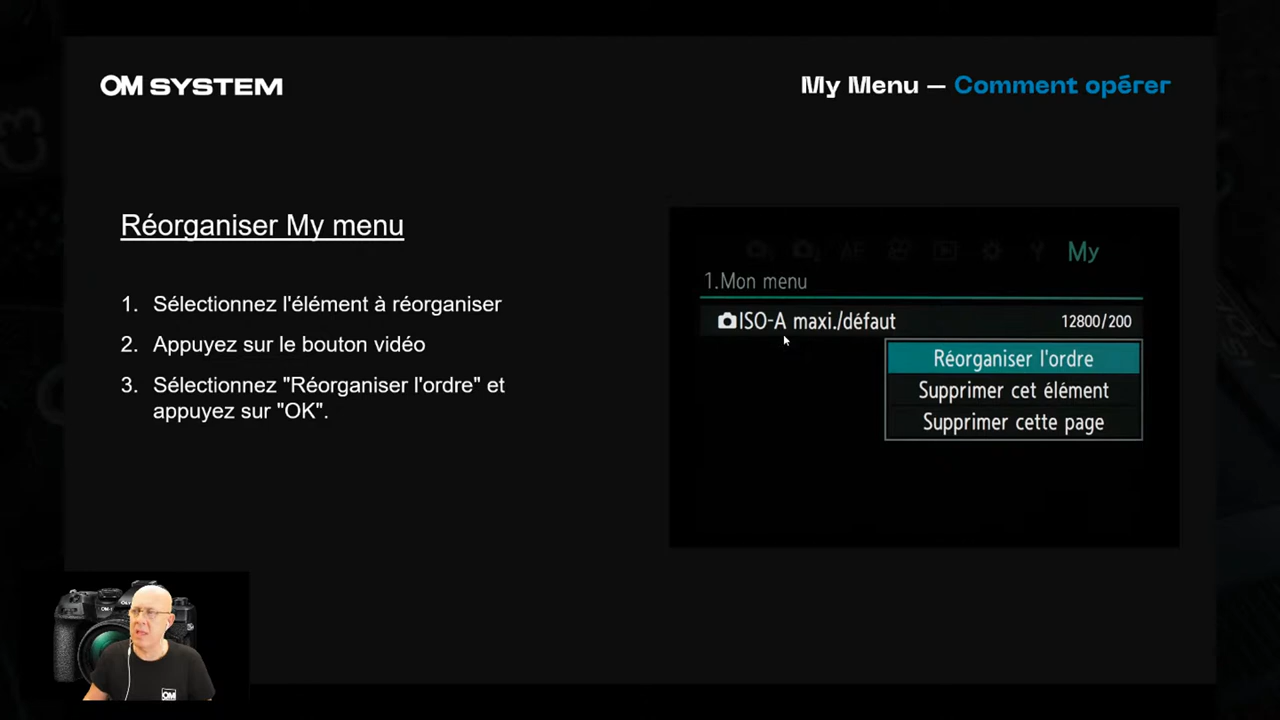 OM SYSTEM
My Menu — Comment opérer
Réorganiser My menu
1. Sélectionnez l'élément à réorganiser
2. Appuyez sur le bouton vidéo
3. Sélectionnez "Réorganiser l'ordre" et
appuyez sur "OK".
AE
My
1.Mon menu
ISO-A maxi./défaut 12800/200
Réorganiser l'ordre
Supprimer cet élément
Supprimer cette page
OM